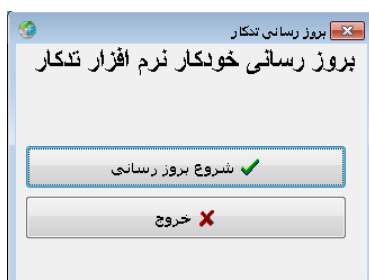 بروز رسانی تدکار
بروز رسانی خودکار نرم افزار تدکار
شروع بروز رسانی
خروج